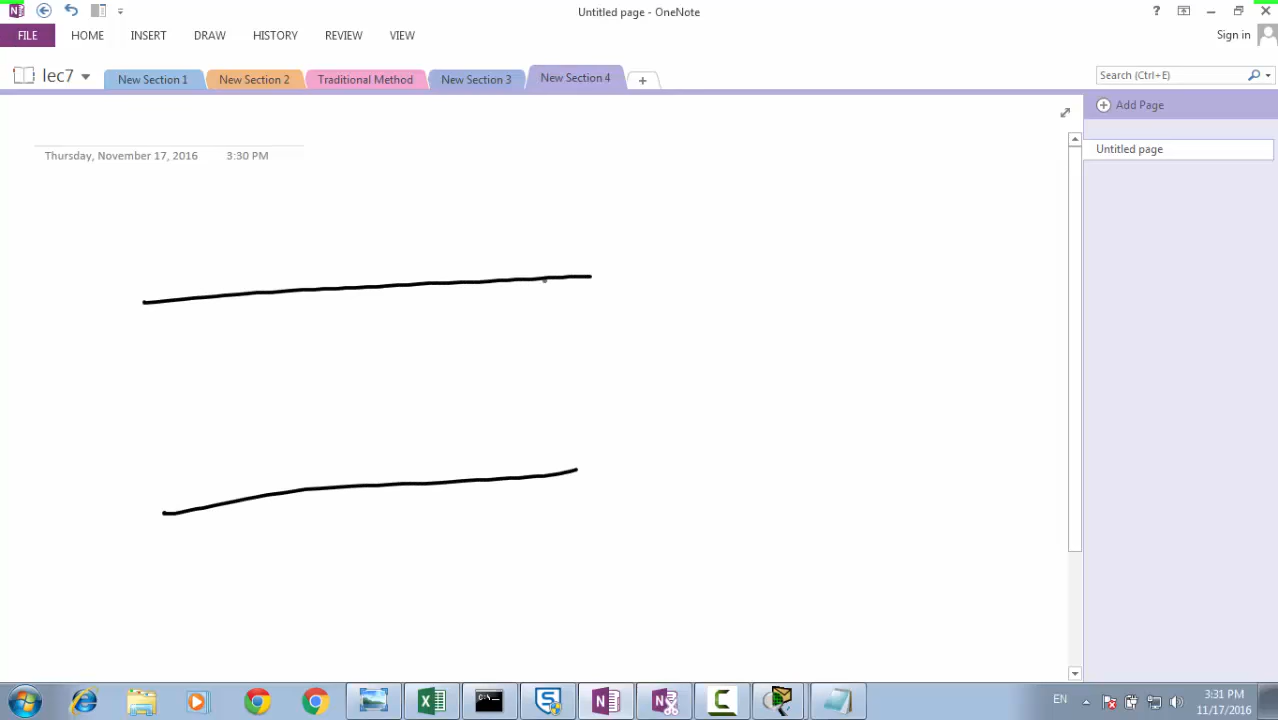 Untitled page - OneNote
FILE HOME INSERT DRAW HISTORY REVIEW VIEW
Sign in
lec7 New Section 1 New Section 2 Traditional Method New Section 3 New Section 4
Search (Ctrl+E)
Add Page
Untitled page
Thursday, November 17, 2016 3:30 PM
EN
3:31 PM
11/17/2016